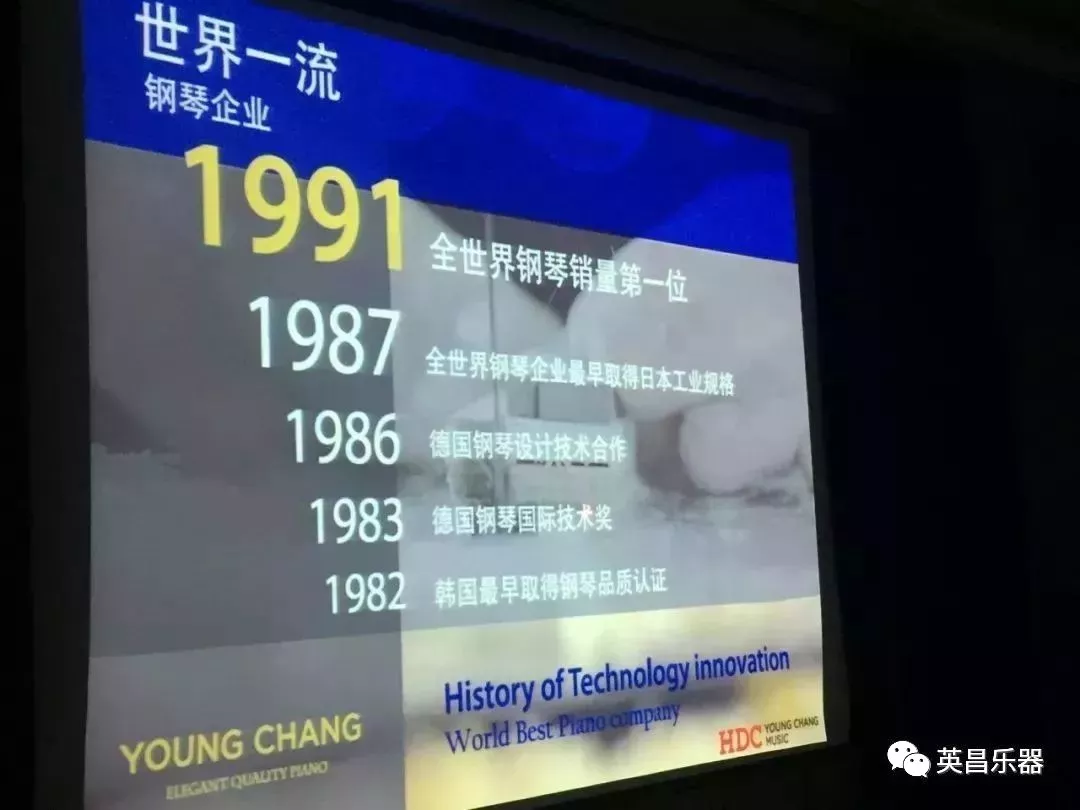 世界一流
钢琴企业
1991 全世界钢琴销量第一位
1987 全世界钢琴企业最早取得日本工业规格
1986 德国钢琴设计技术合作
1983 德国钢琴国际技术奖
1982 韩国最早取得钢琴品质认证
History of Technology innovation
World Best Piano company
YOUNG CHANG
ELEGANT QUALITY PIANO
HDC YOUNG CHANG
MUSIC
英昌乐器